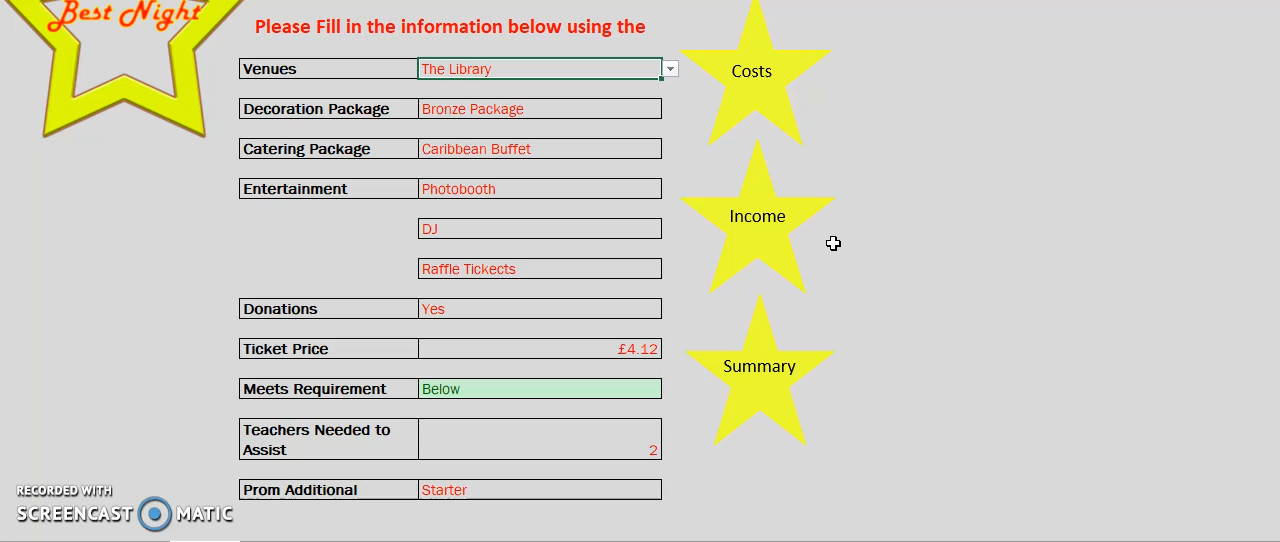 Best Night
Please Fill in the information below using the
Venues The Library
Costs
Decoration Package Bronze Package
Catering Package Caribbean Buffet
Entertainment Photobooth
Income
DJ
Raffle Tickects
Donations Yes
Ticket Price £4.12
Summary
Meets Requirement Below
Teachers Needed to
Assist 2
Prom Additional Starter
RECORDED WITH
SCREENCAST MATIC